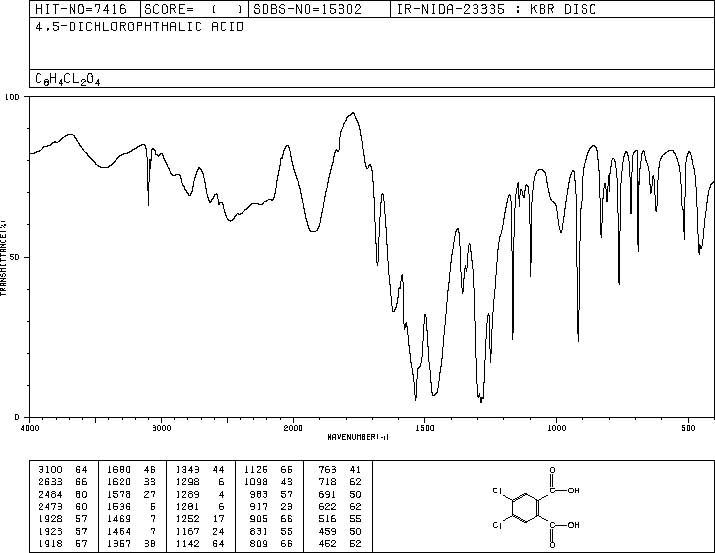 HIT-NO=7416 SCORE= ( ) SDBS-NO=15302 IR-NIDA-23335 : KBR DISC
4,5-DICHLOROPHTHALIC ACID
C8H4CL2O4
100
50
0
TRANSMITTANCE(%)
4000 3000 2000 1500 1000 500
WAVENUMBER(-1)
3100 64 1680 46 1343 44 1126 66 763 41
2633 66 1620 33 1298 6 1098 43 718 62
2484 60 1578 27 1289 4 983 57 691 50
2473 60 1536 5 1281 6 917 23 622 62
1928 57 1469 7 1252 17 905 66 516 55
1923 57 1464 7 1167 24 831 55 459 50
1918 57 1357 38 1142 64 809 66 452 52
O
C OH
Cl
Cl
C OH
O